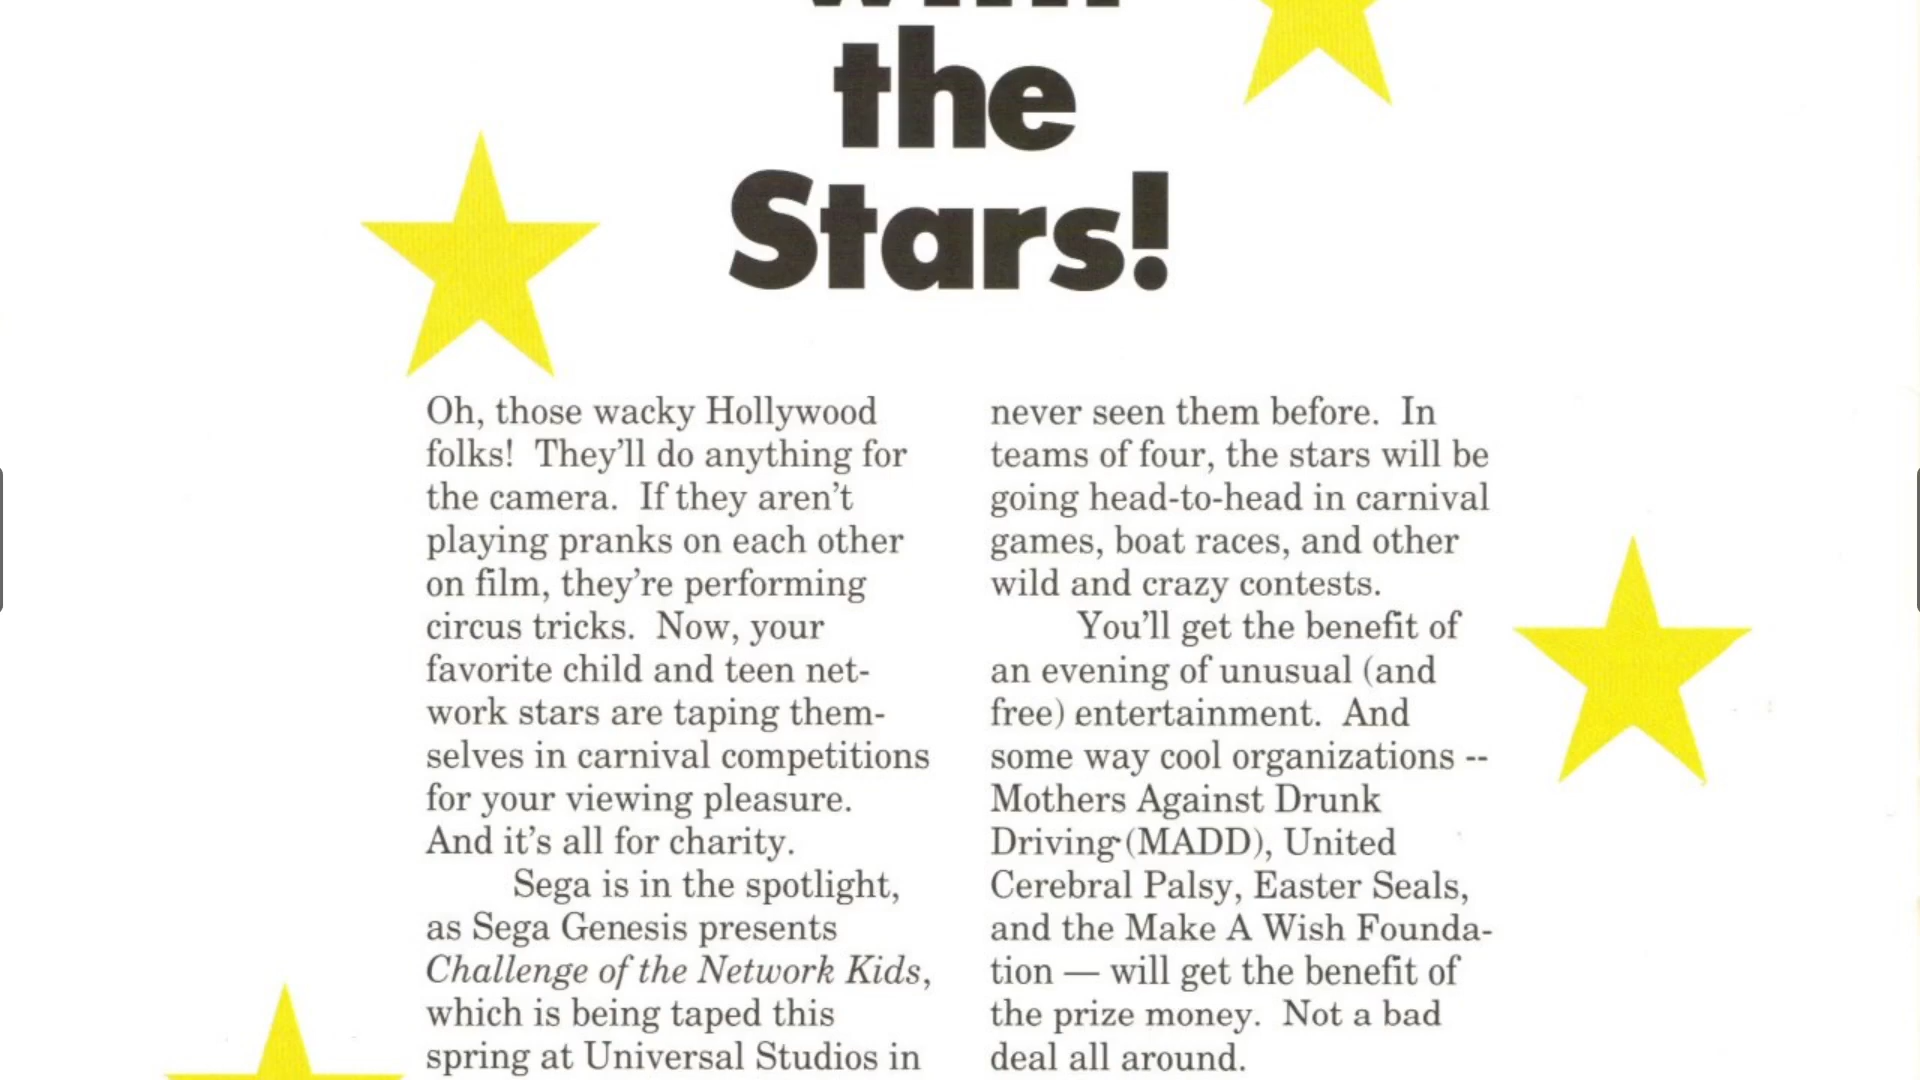 the
Stars!
Oh, those wacky Hollywood
folks!  They'll do anything for
the camera.  If they aren't
playing pranks on each other
on film, they're performing
circus tricks.  Now, your
favorite child and teen net-
work stars are taping them-
selves in carnival competitions
for your viewing pleasure.
And it's all for charity.
Sega is in the spotlight,
as Sega Genesis presents
Challenge of the Network Kids,
which is being taped this
spring at Universal Studios in
never seen them before.  In
teams of four, the stars will be
going head-to-head in carnival
games, boat races, and other
wild and crazy contests.
You'll get the benefit of
an evening of unusual (and
free) entertainment.  And
some way cool organizations --
Mothers Against Drunk
Driving (MADD), United
Cerebral Palsy, Easter Seals,
and the Make A Wish Founda-
tion — will get the benefit of
the prize money.  Not a bad
deal all around.